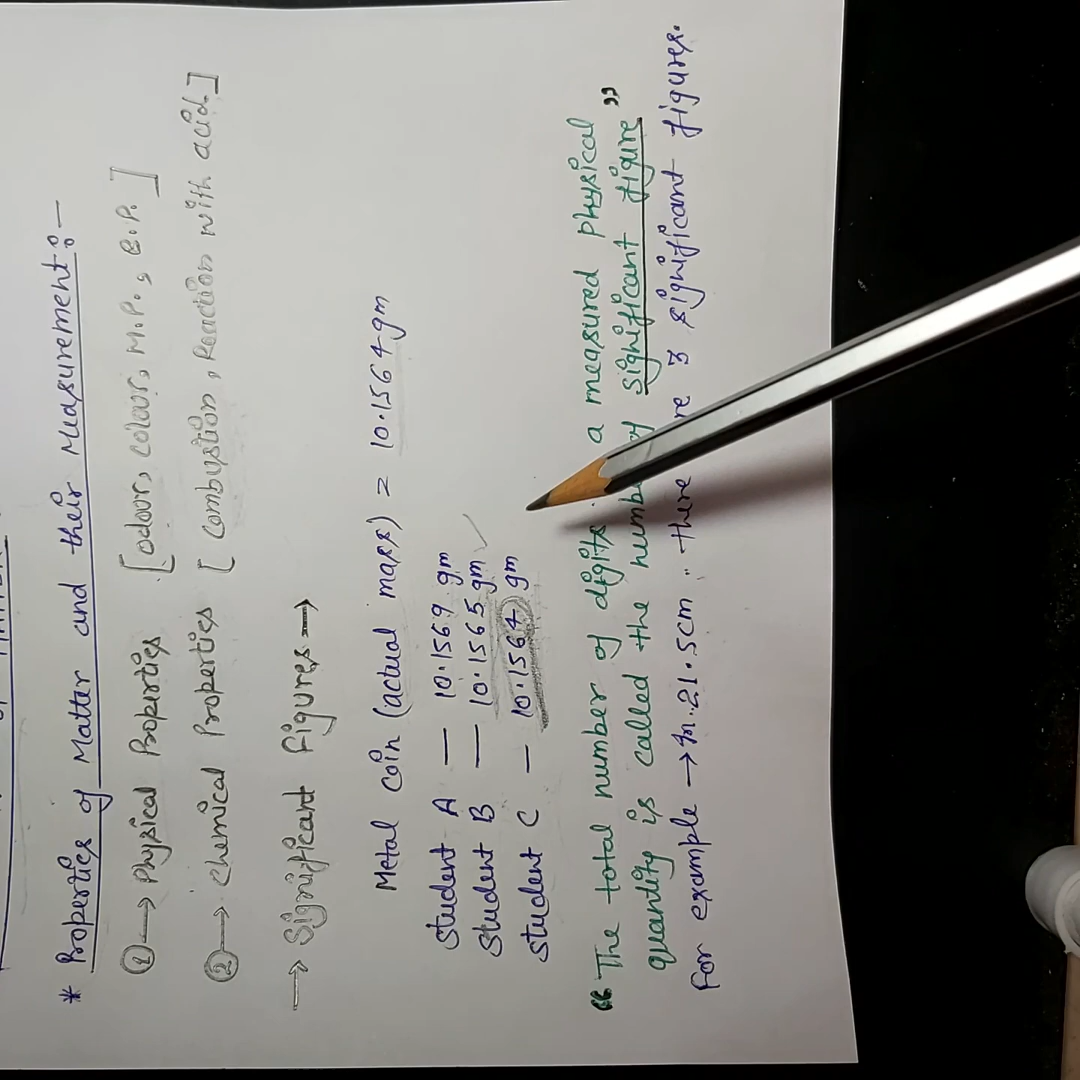 * Properties of Matter and their Measurement :-
① → Physical Properties [odour, colour, M.P., B.P.]
② → Chemical Properties [Combustion, Reaction with acid]
→ Significant Figures →
Metal coin (actual mass) = 10.1564 gm
Student A — 10.1569 gm
Student B — 10.1565 gm ✓
Student C — 10.1564 gm
"The total number of digits a measured physical
quantity is called the number of significant figure"
For example → In 21.5cm there 3 significant figures.